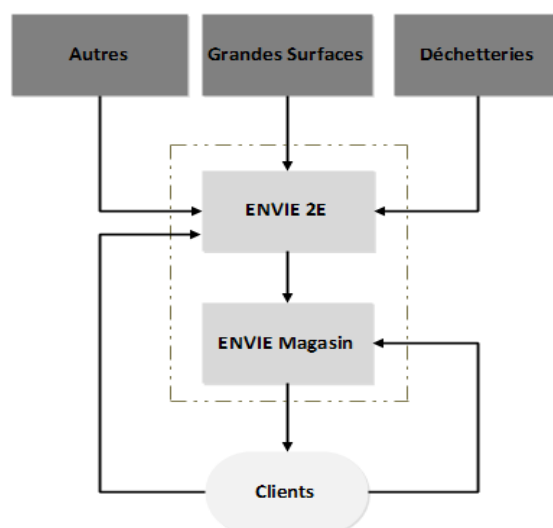 Autres
Grandes Surfaces
Déchetteries
ENVIE 2E
ENVIE Magasin
Clients